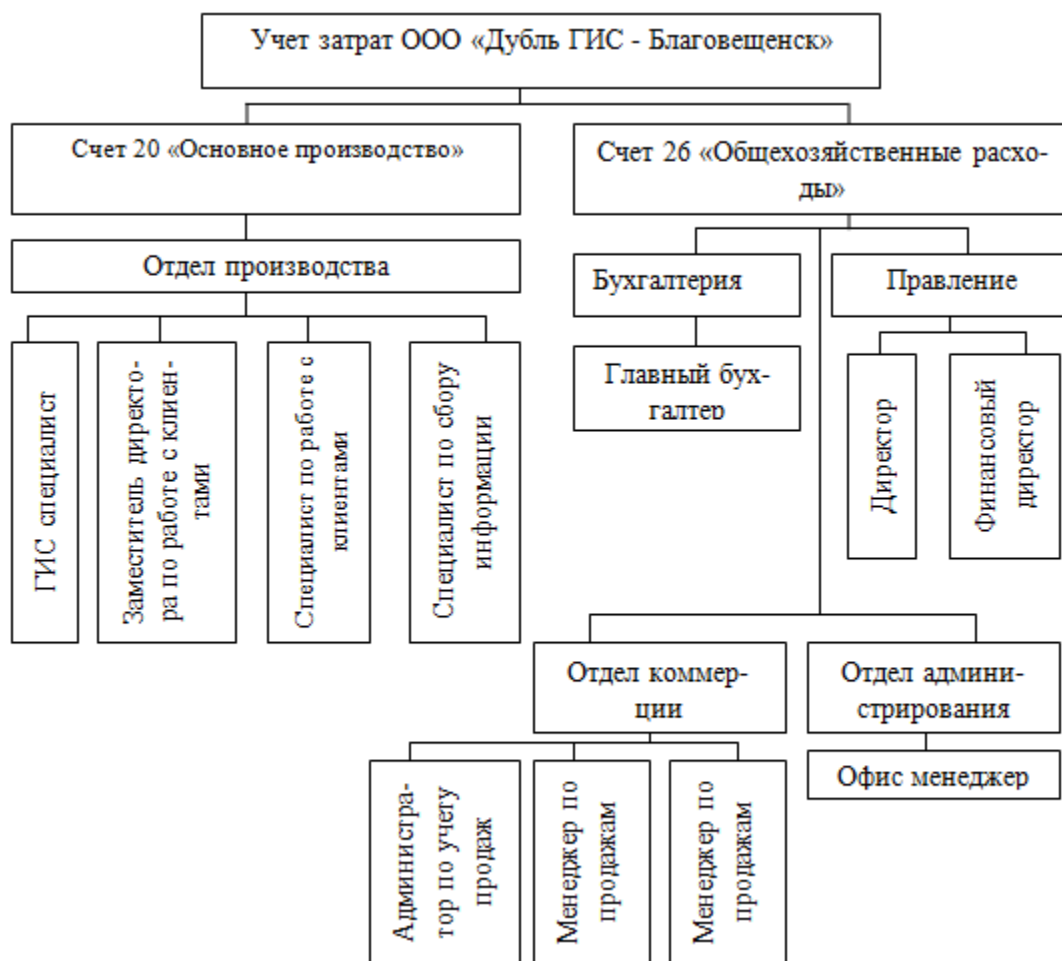 Учет затрат ООО «Дубль ГИС - Благовещенск»
Счет 20 «Основное производство»
Счет 26 «Общехозяйственные расхо-
ды»
Отдел производства
Бухгалтерия
Правление
ГИС специалист
Заместитель директо-
ра по работе с клиен-
тами
Специалист по работе с
клиентами
Специалист по сбору
информации
Главный бух-
галтер
Директор
Финансовый
директор
Отдел коммер-
ции
Отдел админи-
стрирования
Администра-
тор по учету
продаж
Менеджер по
продажам
Менеджер по
продажам
Офис менеджер